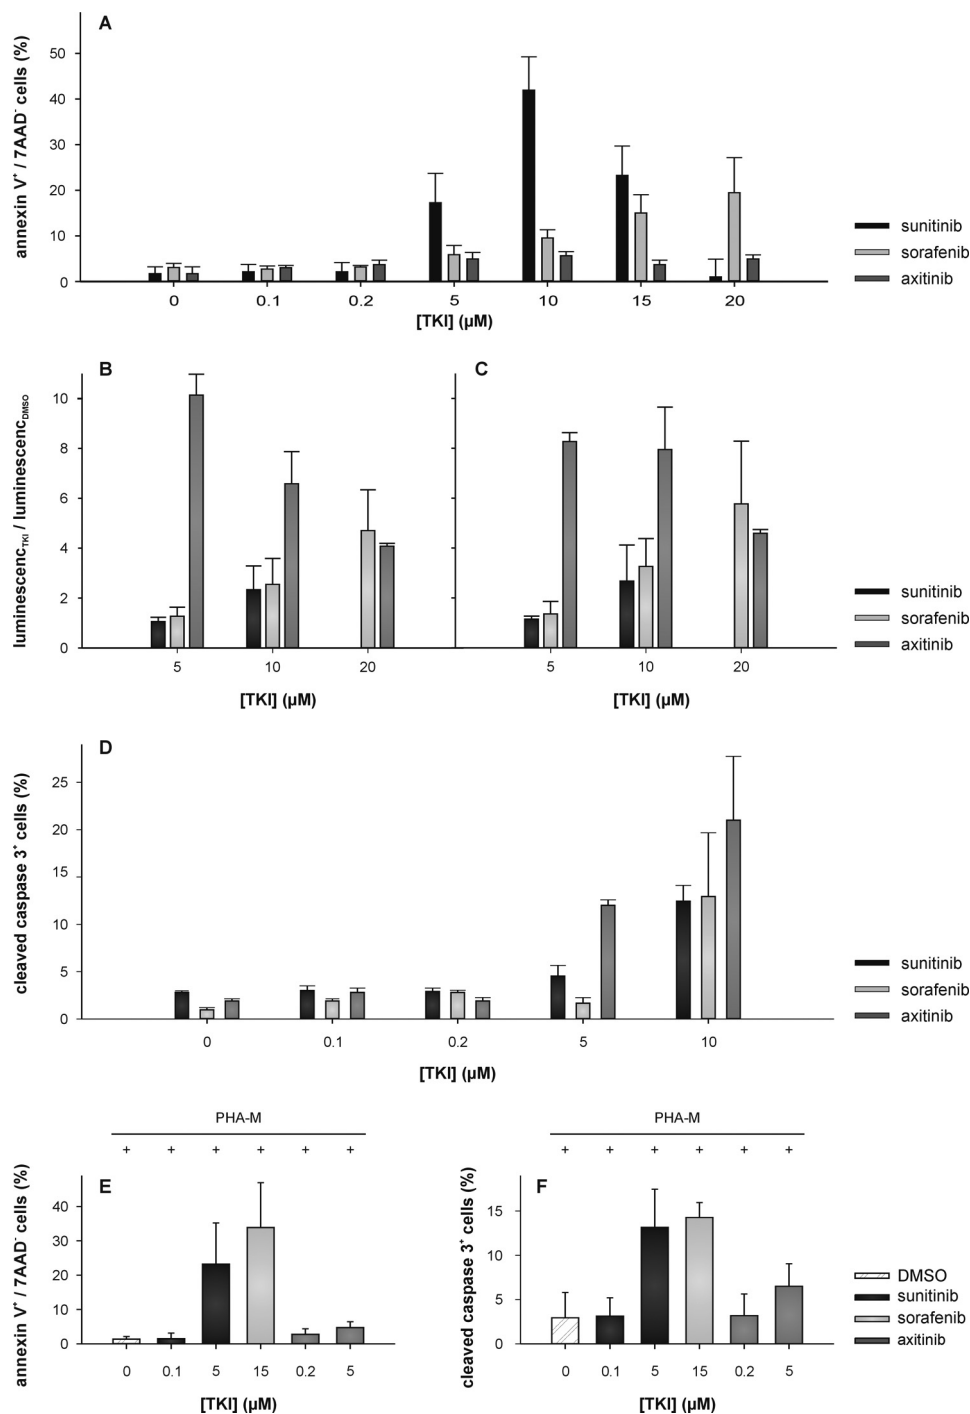 A
annexin V⁺ / 7AAD⁻ cells (%)
50
40
30
20
10
0
0 0.1 0.2 5 10 15 20
[TKI] (µM)
sunitinib
sorafenib
axitinib
B C
luminescenc_TKI / luminescenc_DMSO
10
8
6
4
2
0
5 10 20 5 10 20
[TKI] (µM) [TKI] (µM)
sunitinib
sorafenib
axitinib
D
cleaved caspase 3⁺ cells (%)
25
20
15
10
5
0
0 0.1 0.2 5 10
[TKI] (µM)
sunitinib
sorafenib
axitinib
PHA-M
+ + + + + +
E
annexin V⁺ / 7AAD⁻ cells (%)
40
30
20
10
0
0 0.1 5 15 0.2 5
[TKI] (µM)
PHA-M
+ + + + + +
F
cleaved caspase 3⁺ cells (%)
15
10
5
0
0 0.1 5 15 0.2 5
[TKI] (µM)
DMSO
sunitinib
sorafenib
axitinib